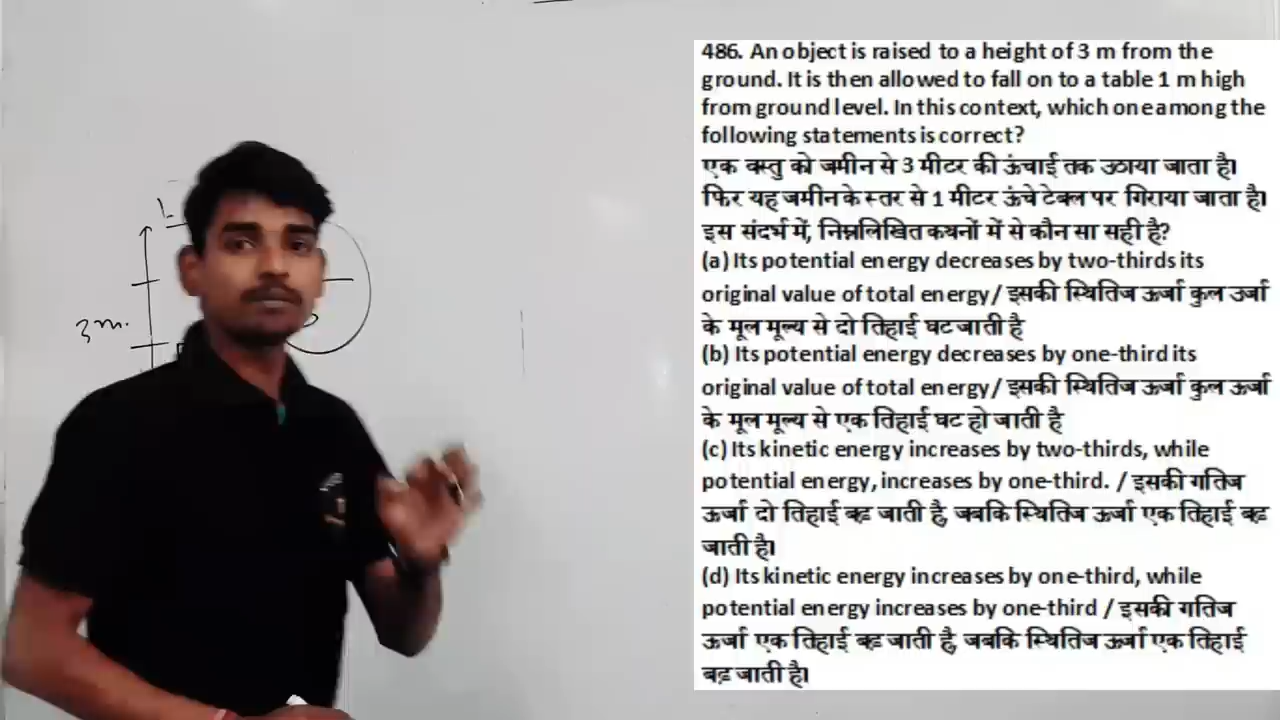 3 m.
486. An object is raised to a height of 3 m from the
ground. It is then allowed to fall on to a table 1 m high
from ground level. In this context, which one among the
following statements is correct?
एक वस्तु को जमीन से 3 मीटर की ऊंचाई तक उठाया जाता है।
फिर यह जमीन के स्तर से 1 मीटर ऊंचे टेबल पर गिराया जाता है।
इस संदर्भ में, निम्नलिखित कथनों में से कौन सा सही है?
(a) Its potential energy decreases by two-thirds its
original value of total energy/ इसकी स्थितिज ऊर्जा कुल उर्जा
के मूल मूल्य से दो तिहाई घट जाती है
(b) Its potential energy decreases by one-third its
original value of total energy/ इसकी स्थितिज ऊर्जा कुल ऊर्जा
के मूल मूल्य से एक तिहाई घट हो जाती है
(c) Its kinetic energy increases by two-thirds, while
potential energy, increases by one-third. / इसकी गतिज
ऊर्जा दो तिहाई बढ़ जाती है, जबकि स्थितिज ऊर्जा एक तिहाई बढ़
जाती है।
(d) Its kinetic energy increases by one-third, while
potential energy increases by one-third / इसकी गतिज
ऊर्जा एक तिहाई बढ़ जाती है, जबकि स्थितिज ऊर्जा एक तिहाई
बढ़ जाती है।